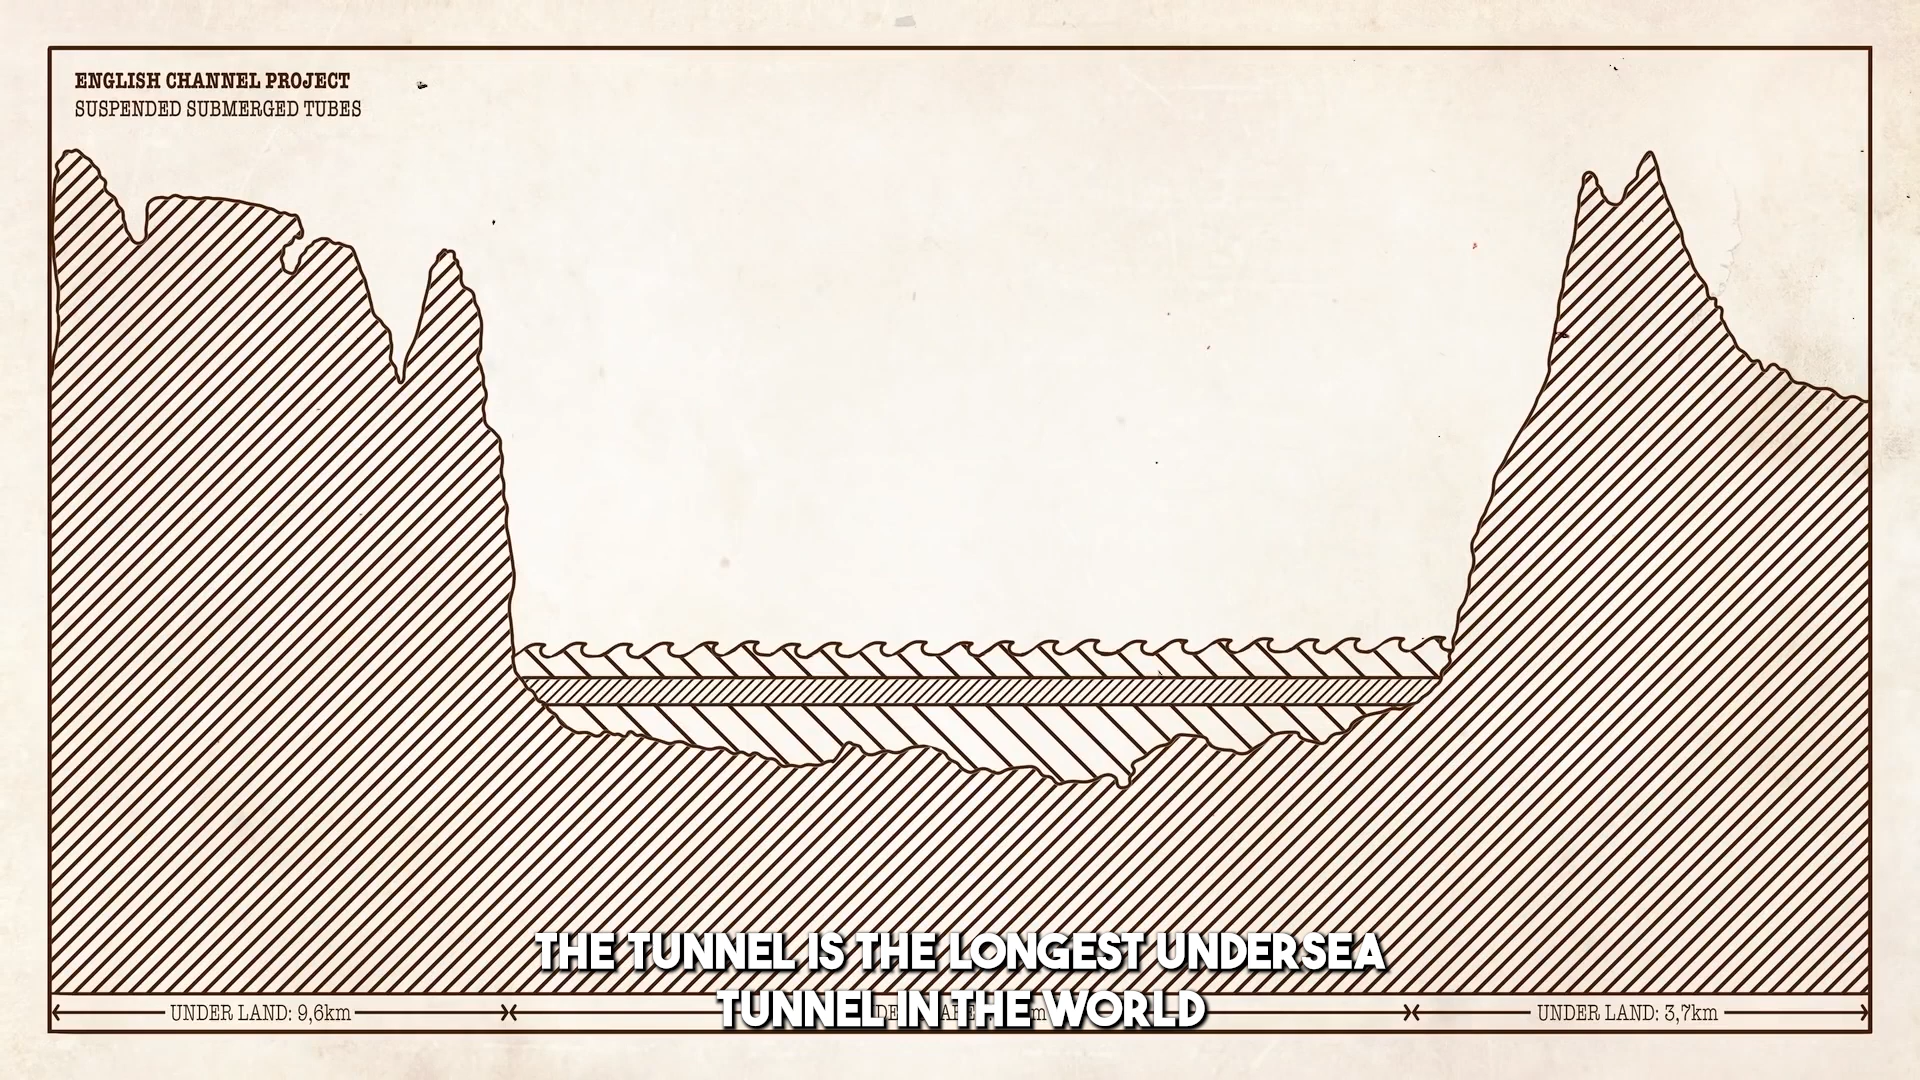 ENGLISH CHANNEL PROJECT
SUSPENDED SUBMERGED TUBES
THE TUNNEL IS THE LONGEST UNDERSEA
TUNNEL IN THE WORLD
UNDER LAND: 9,6km
UNDER LAND: 3,7km